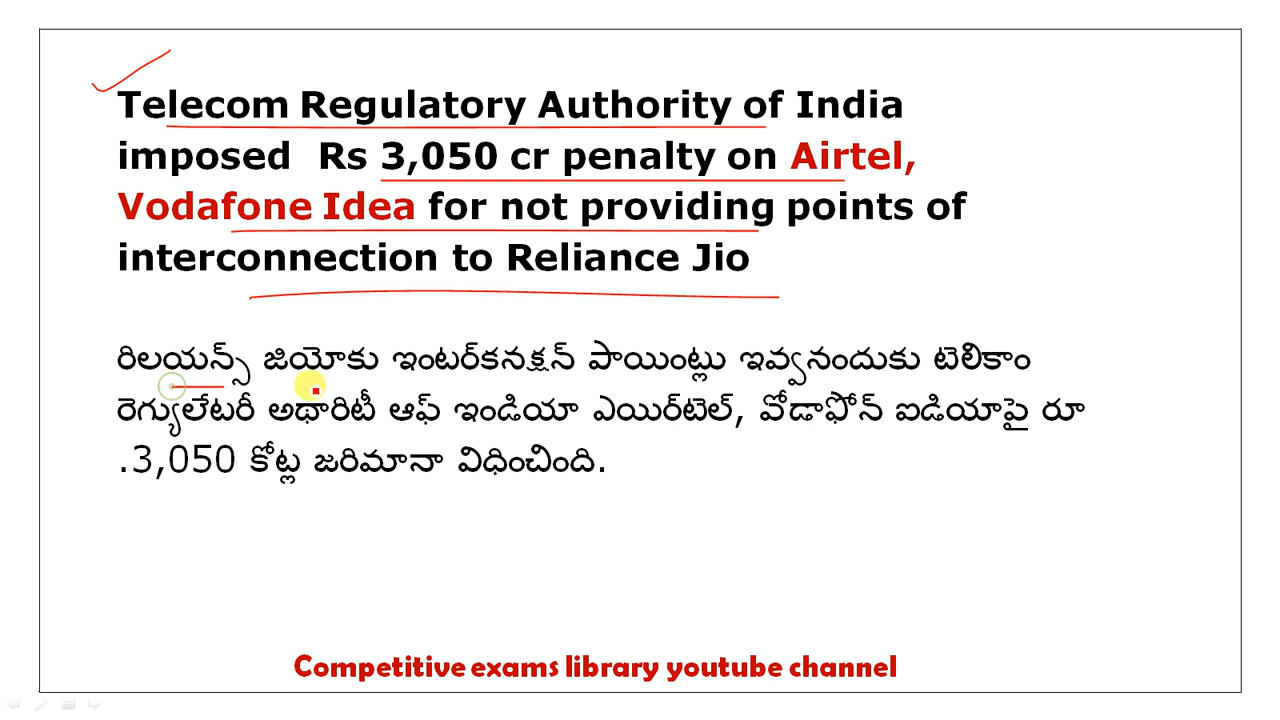 Telecom Regulatory Authority of India
imposed Rs 3,050 cr penalty on Airtel,
Vodafone Idea for not providing points of
interconnection to Reliance Jio
రిలయన్స్ జియోకు ఇంటర్‌కనక్షన్ పాయింట్లు ఇవ్వనందుకు టెలికాం
రెగ్యులేటరీ అథారిటీ ఆఫ్ ఇండియా ఎయిర్‌టెల్, వోడాఫోన్ ఐడియాపై రూ
.3,050 కోట్ల జరిమానా విధించింది.
Competitive exams library youtube channel